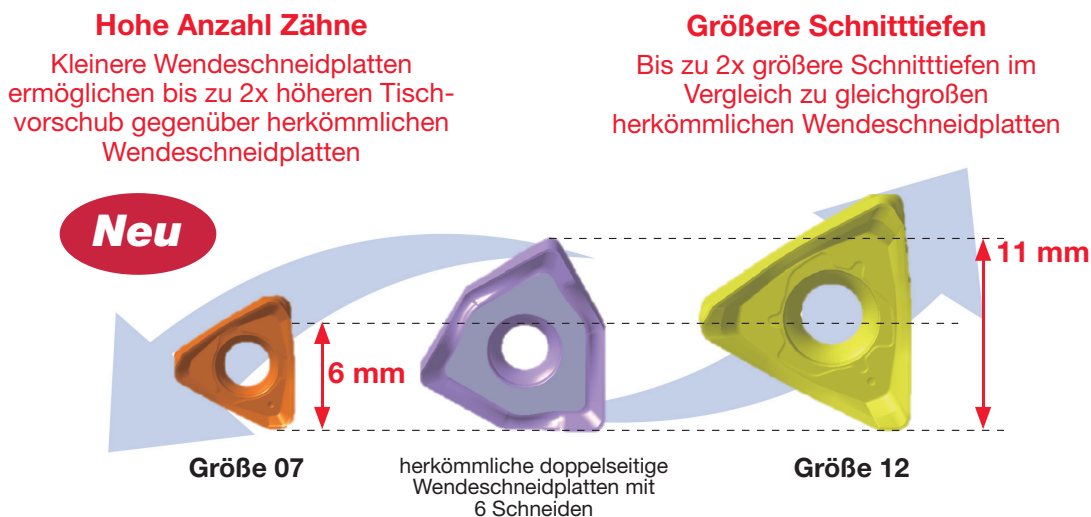 Hohe Anzahl Zähne
Kleinere Wendeschneidplatten
ermöglichen bis zu 2x höheren Tisch-
vorschub gegenüber herkömmlichen
Wendeschneidplatten
Größere Schnitttiefen
Bis zu 2x größere Schnitttiefen im
Vergleich zu gleichgroßen
herkömmlichen Wendeschneidplatten
Neu
11 mm
6 mm
Größe 07
herkömmliche doppelseitige
Wendeschneidplatten mit
6 Schneiden
Größe 12